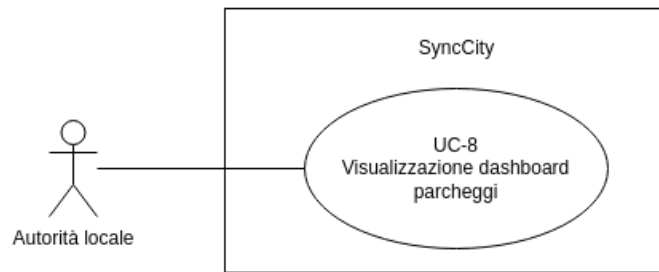 SyncCity
UC-8
Visualizzazione dashboard
parcheggi
Autorità locale